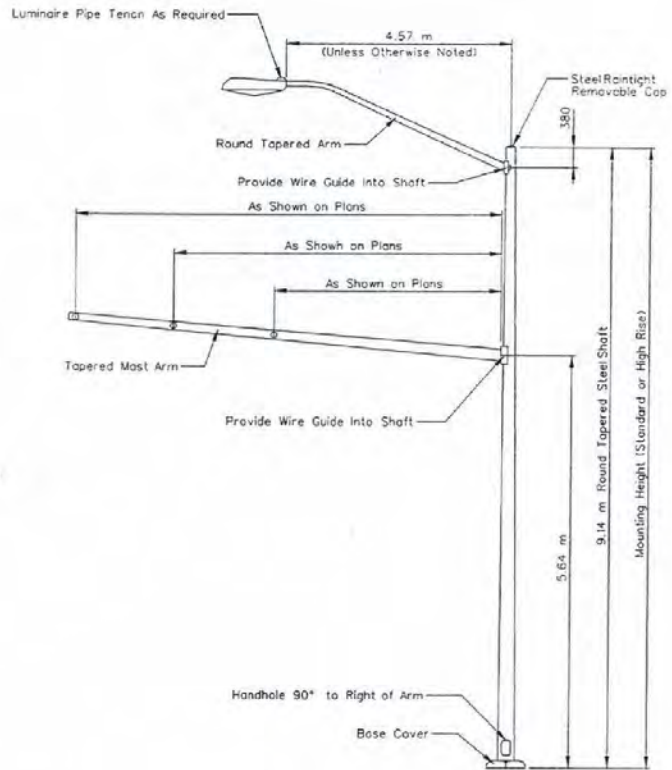 Luminaire Pipe Tenon As Required
4.57 m
(Unless Otherwise Noted)
Steel Raintight
Removable Cap
380
Round Tapered Arm
Provide Wire Guide Into Shaft
As Shown on Plans
As Shown on Plans
As Shown on Plans
Tapered Mast Arm
Provide Wire Guide Into Shaft
5.64 m
9.14 m Round Tapered Steel Shaft
Mounting Height (Standard or High Rise)
Handhole 90° to Right of Arm
Base Cover